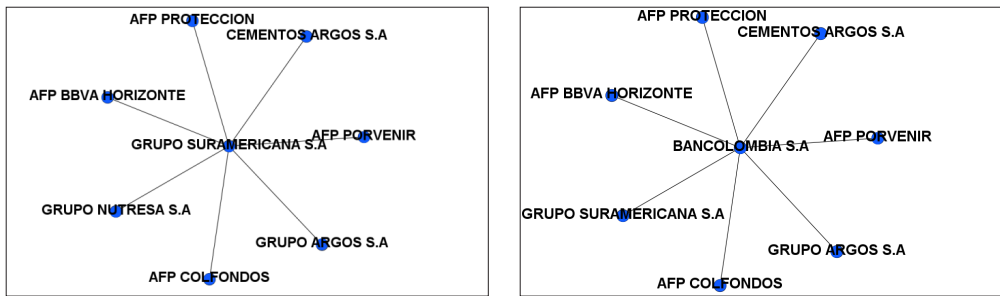 AFP PROTECCION
CEMENTOS ARGOS S.A
AFP BBVA HORIZONTE
AFP PORVENIR
GRUPO SURAMERICANA S.A
GRUPO NUTRESA S.A
GRUPO ARGOS S.A
AFP COLFONDOS
AFP PROTECCION
CEMENTOS ARGOS S.A
AFP BBVA HORIZONTE
AFP PORVENIR
BANCOLOMBIA S.A
GRUPO SURAMERICANA S.A
GRUPO ARGOS S.A
AFP COLFONDOS